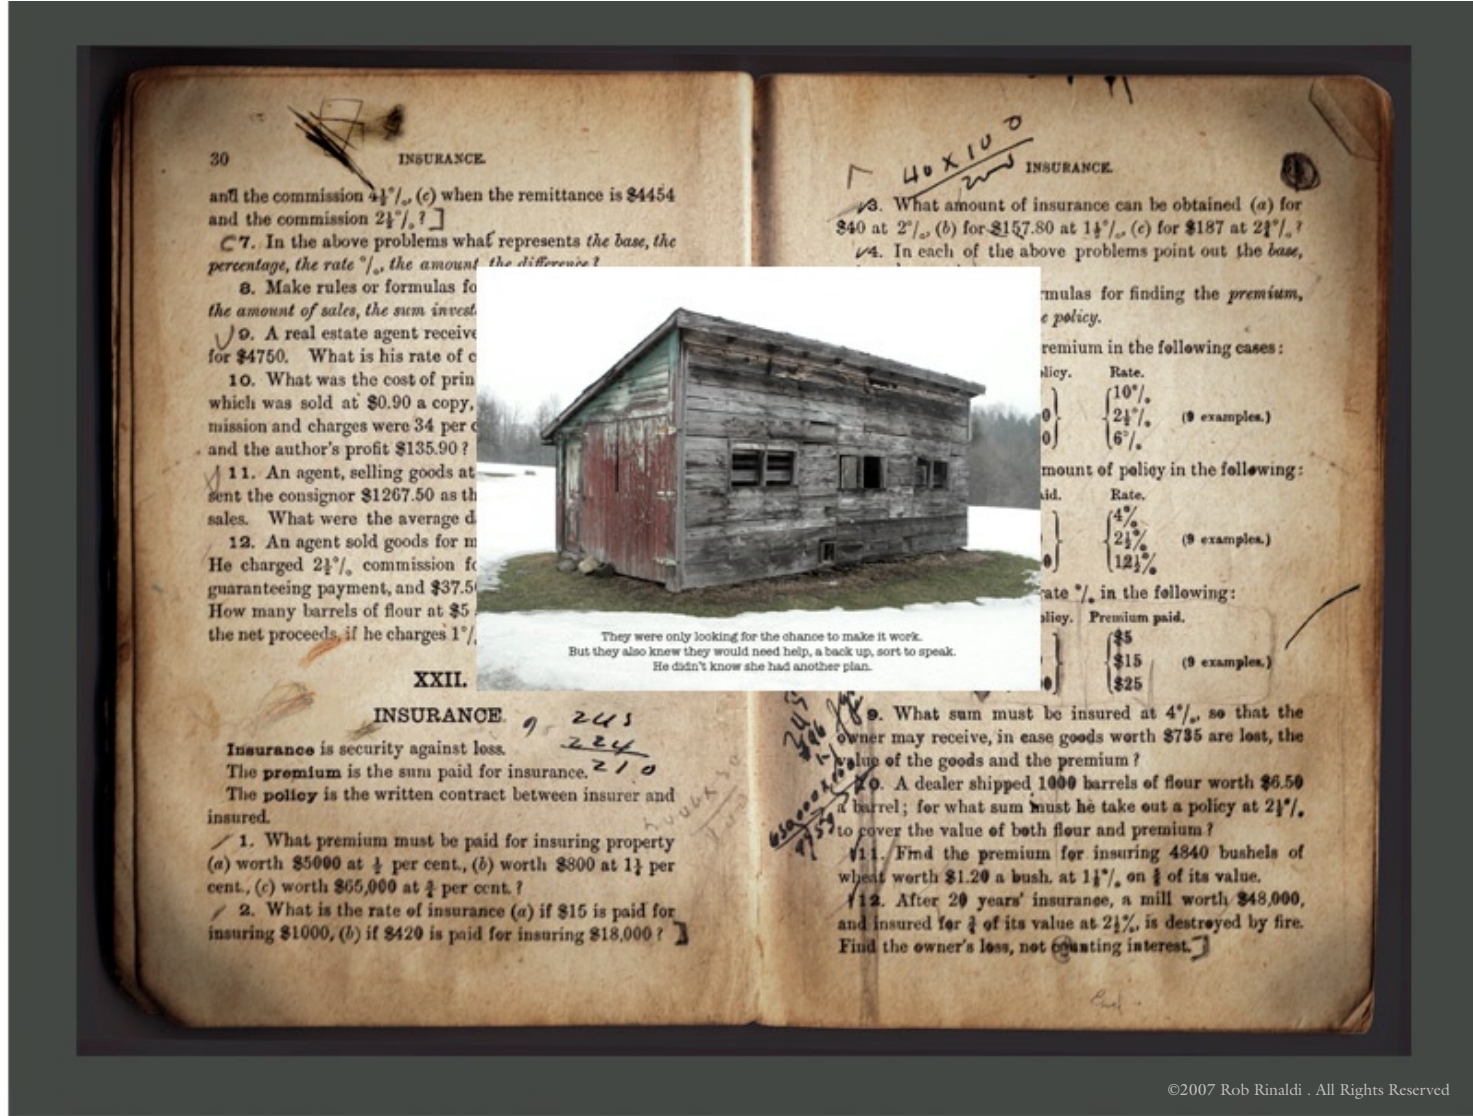 30
INSURANCE.
and the commission 4½%, (c) when the remittance is $4454
and the commission 2½%?]
7. In the above problems what represents the base, the
percentage, the rate %, the amount, the difference?
8. Make rules or formulas fo
the amount of sales, the sum invest
9. A real estate agent receive
for $4750. What is his rate of c
10. What was the cost of prin
which was sold at $0.90 a copy,
mission and charges were 34 per c
and the author's profit $135.90?
11. An agent, selling goods at
sent the consignor $1267.50 as th
sales. What were the average d
12. An agent sold goods for m
He charged 2½% commission fo
guaranteeing payment, and $37.50
How many barrels of flour at $5
the net proceeds, if he charges 1%
XXII.
INSURANCE.
245
224
210
Insurance is security against loss.
The premium is the sum paid for insurance.
The policy is the written contract between insurer and
insured.
1. What premium must be paid for insuring property
(a) worth $5000 at ½ per cent., (b) worth $800 at 1¼ per
cent., (c) worth $65,000 at ¾ per cent.?
2. What is the rate of insurance (a) if $15 is paid for
insuring $1000, (b) if $420 is paid for insuring $18,000?]
They were only looking for the chance to make it work.
But they also knew they would need help, a back up, sort to speak.
He didn't know she had another plan.
40 X 100
INSURANCE.
3. What amount of insurance can be obtained (a) for
$40 at 2%, (b) for $157.80 at 1½%, (c) for $187 at 2¾%?
4. In each of the above problems point out the base,
rmulas for finding the premium,
e policy.
remium in the following cases:
licy. Rate.
10%
0 2½% (9 examples.)
0 6%
mount of policy in the following:
id. Rate.
4%
2½% (9 examples.)
0 12½%
rate % in the following:
licy. Premium paid.
$5
$15 (9 examples.)
0 $25
9. What sum must be insured at 4%, so that the
owner may receive, in case goods worth $735 are lost, the
value of the goods and the premium?
10. A dealer shipped 1000 barrels of flour worth $6.50
a barrel; for what sum must he take out a policy at 2½%
to cover the value of both flour and premium?
11. Find the premium for insuring 4840 bushels of
wheat worth $1.20 a bush. at 1½% on of its value.
12. After 20 years' insurance, a mill worth $48,000,
and insured for ¾ of its value at 2½%, is destroyed by fire.
Find the owner's loss, not counting interest.]
©2007 Rob Rinaldi . All Rights Reserved